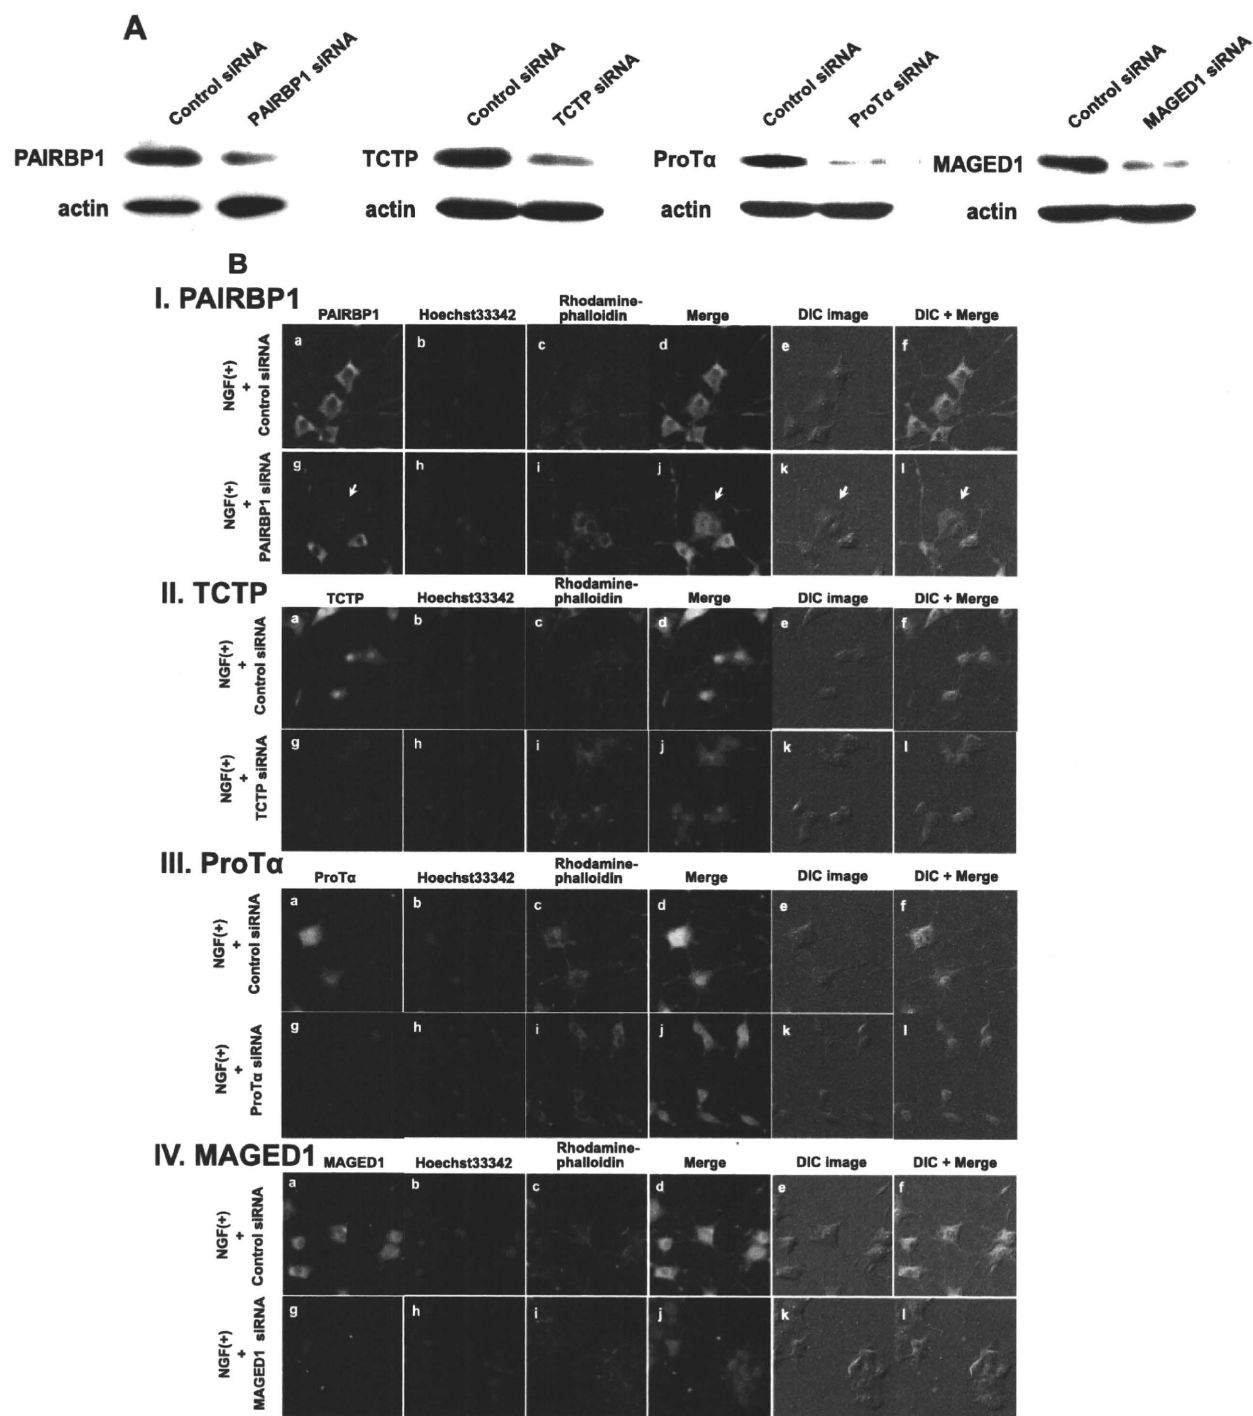 A
Control siRNA
PAIRBP1 siRNA
Control siRNA
TCTP siRNA
Control siRNA
ProTα siRNA
Control siRNA
MAGED1 siRNA
PAIRBP1
TCTP
ProTα
MAGED1
actin
actin
actin
actin
B
I. PAIRBP1
PAIRBP1
Hoechst33342
Rhodamine-
phalloidin
Merge
DIC image
DIC + Merge
NGF(+)
+
Control siRNA
a
b
c
d
e
f
NGF(+)
+
PAIRBP1 siRNA
g
h
i
j
k
l
II. TCTP
TCTP
Hoechst33342
Rhodamine-
phalloidin
Merge
DIC image
DIC + Merge
NGF(+)
+
Control siRNA
a
b
c
d
e
f
NGF(+)
+
TCTP siRNA
g
h
i
j
k
l
III. ProTα
ProTα
Hoechst33342
Rhodamine-
phalloidin
Merge
DIC image
DIC + Merge
NGF(+)
+
Control siRNA
a
b
c
d
e
f
NGF(+)
+
ProTα siRNA
g
h
i
j
k
l
IV. MAGED1
MAGED1
Hoechst33342
Rhodamine-
phalloidin
Merge
DIC image
DIC + Merge
NGF(+)
+
Control siRNA
a
b
c
d
e
f
NGF(+)
+
MAGED1 siRNA
g
h
i
j
k
l